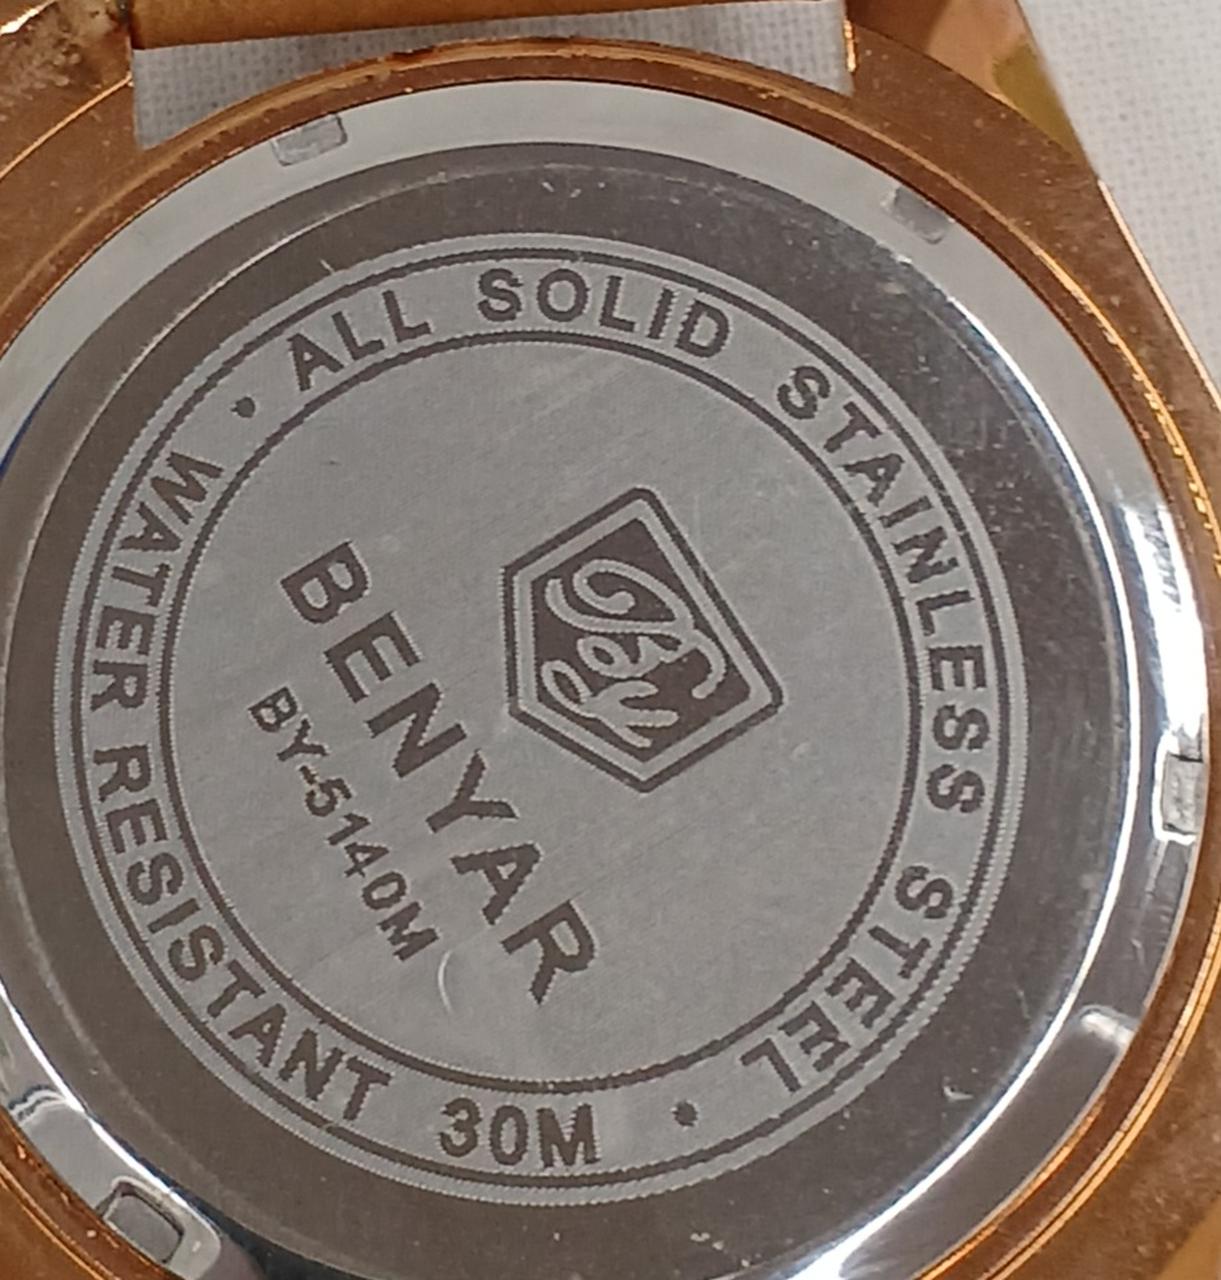 ALL SOLID STAINLESS STEEL
• WATER RESISTANT 30M •
BENYAR
BY-5140M